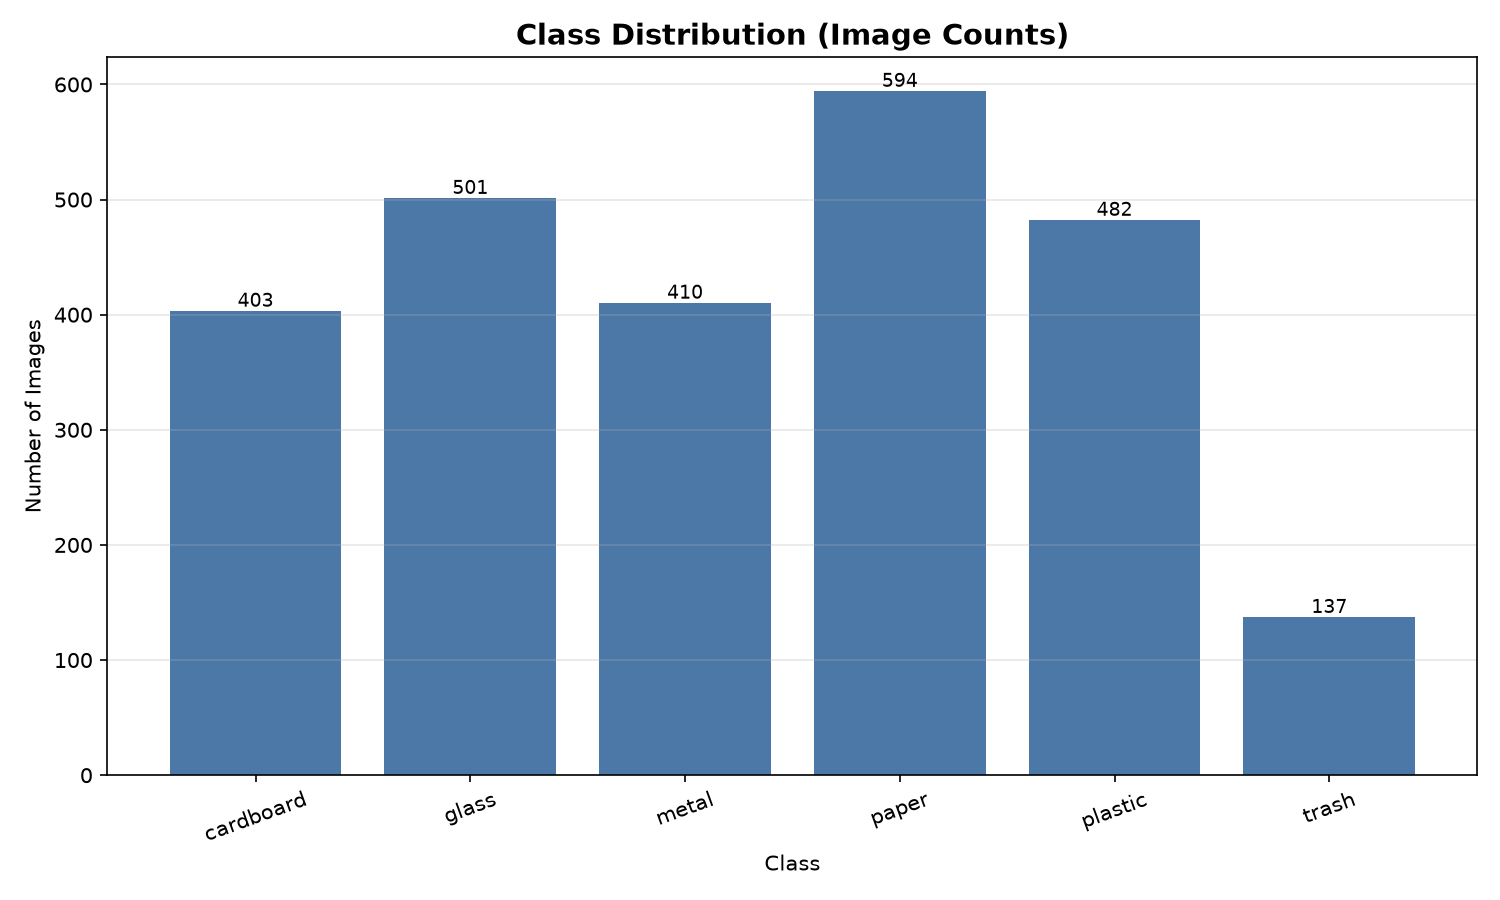 Class Distribution (Image Counts)
Number of Images
600
500
400
300
200
100
0
403
501
410
594
482
137
cardboard
glass
metal
paper
plastic
trash
Class